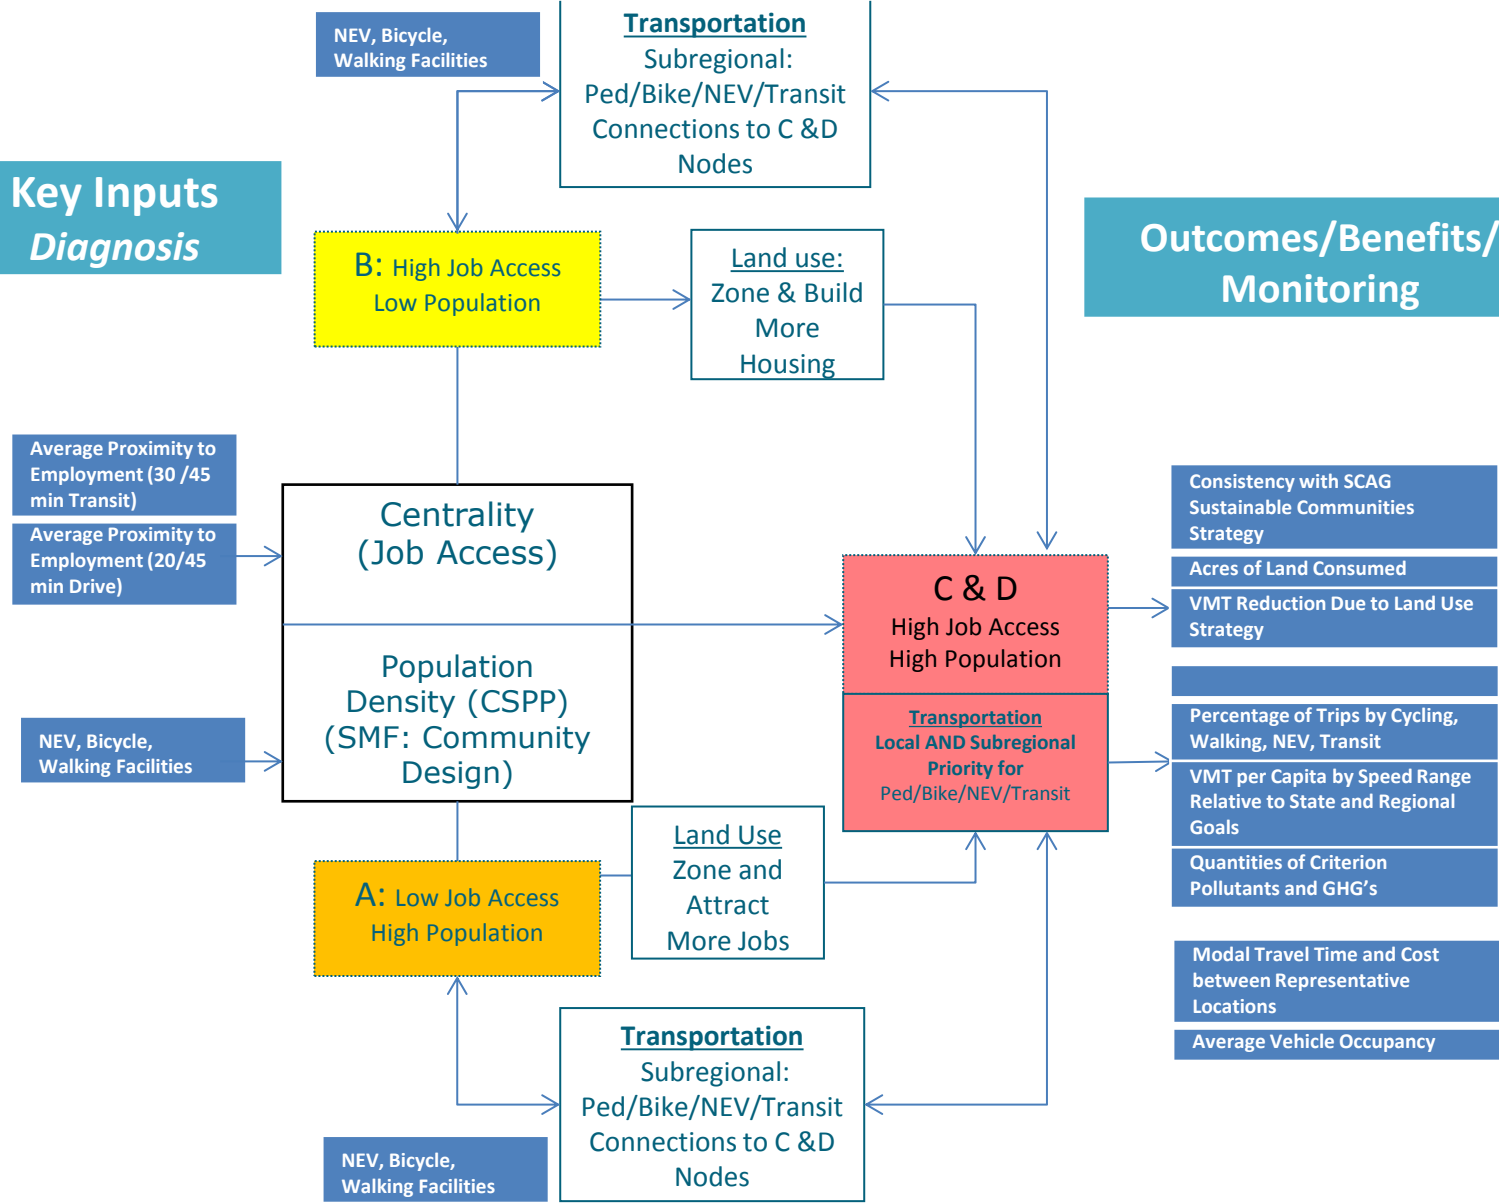 NEV, Bicycle,
Walking Facilities
Transportation
Subregional:
Ped/Bike/NEV/Transit
Connections to C &D
Nodes
Key Inputs
Diagnosis
Outcomes/Benefits/
Monitoring
B: High Job Access
Low Population
Land use:
Zone & Build
More
Housing
Average Proximity to
Employment (30 /45
min Transit)
Average Proximity to
Employment (20/45
min Drive)
Centrality
(Job Access)
Population
Density (CSPP)
(SMF: Community
Design)
NEV, Bicycle,
Walking Facilities
C & D
High Job Access
High Population
Transportation
Local AND Subregional
Priority for
Ped/Bike/NEV/Transit
Consistency with SCAG
Sustainable Communities
Strategy
Acres of Land Consumed
VMT Reduction Due to Land Use
Strategy
Percentage of Trips by Cycling,
Walking, NEV, Transit
VMT per Capita by Speed Range
Relative to State and Regional
Goals
Quantities of Criterion
Pollutants and GHG’s
Modal Travel Time and Cost
between Representative
Locations
Average Vehicle Occupancy
A: Low Job Access
High Population
Land Use
Zone and
Attract
More Jobs
Transportation
Subregional:
Ped/Bike/NEV/Transit
Connections to C &D
Nodes
NEV, Bicycle,
Walking Facilities